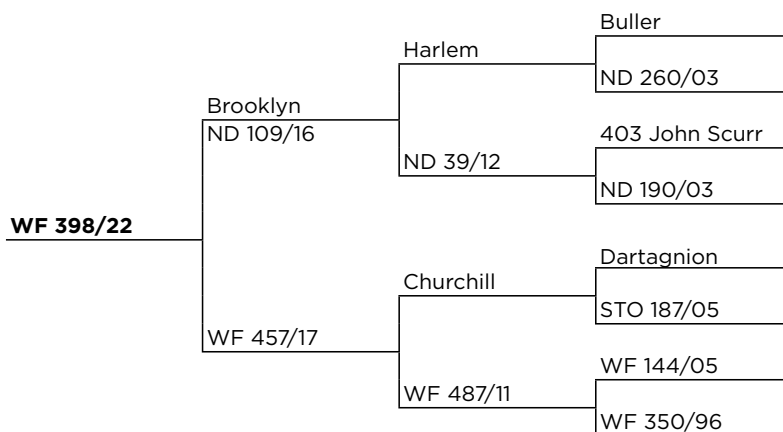 Buller
Harlem
ND 260/03
Brooklyn
ND 109/16
403 John Scurr
ND 39/12
ND 190/03
WF 398/22
Dartagnion
Churchill
STO 187/05
WF 457/17
WF 144/05
WF 487/11
WF 350/96